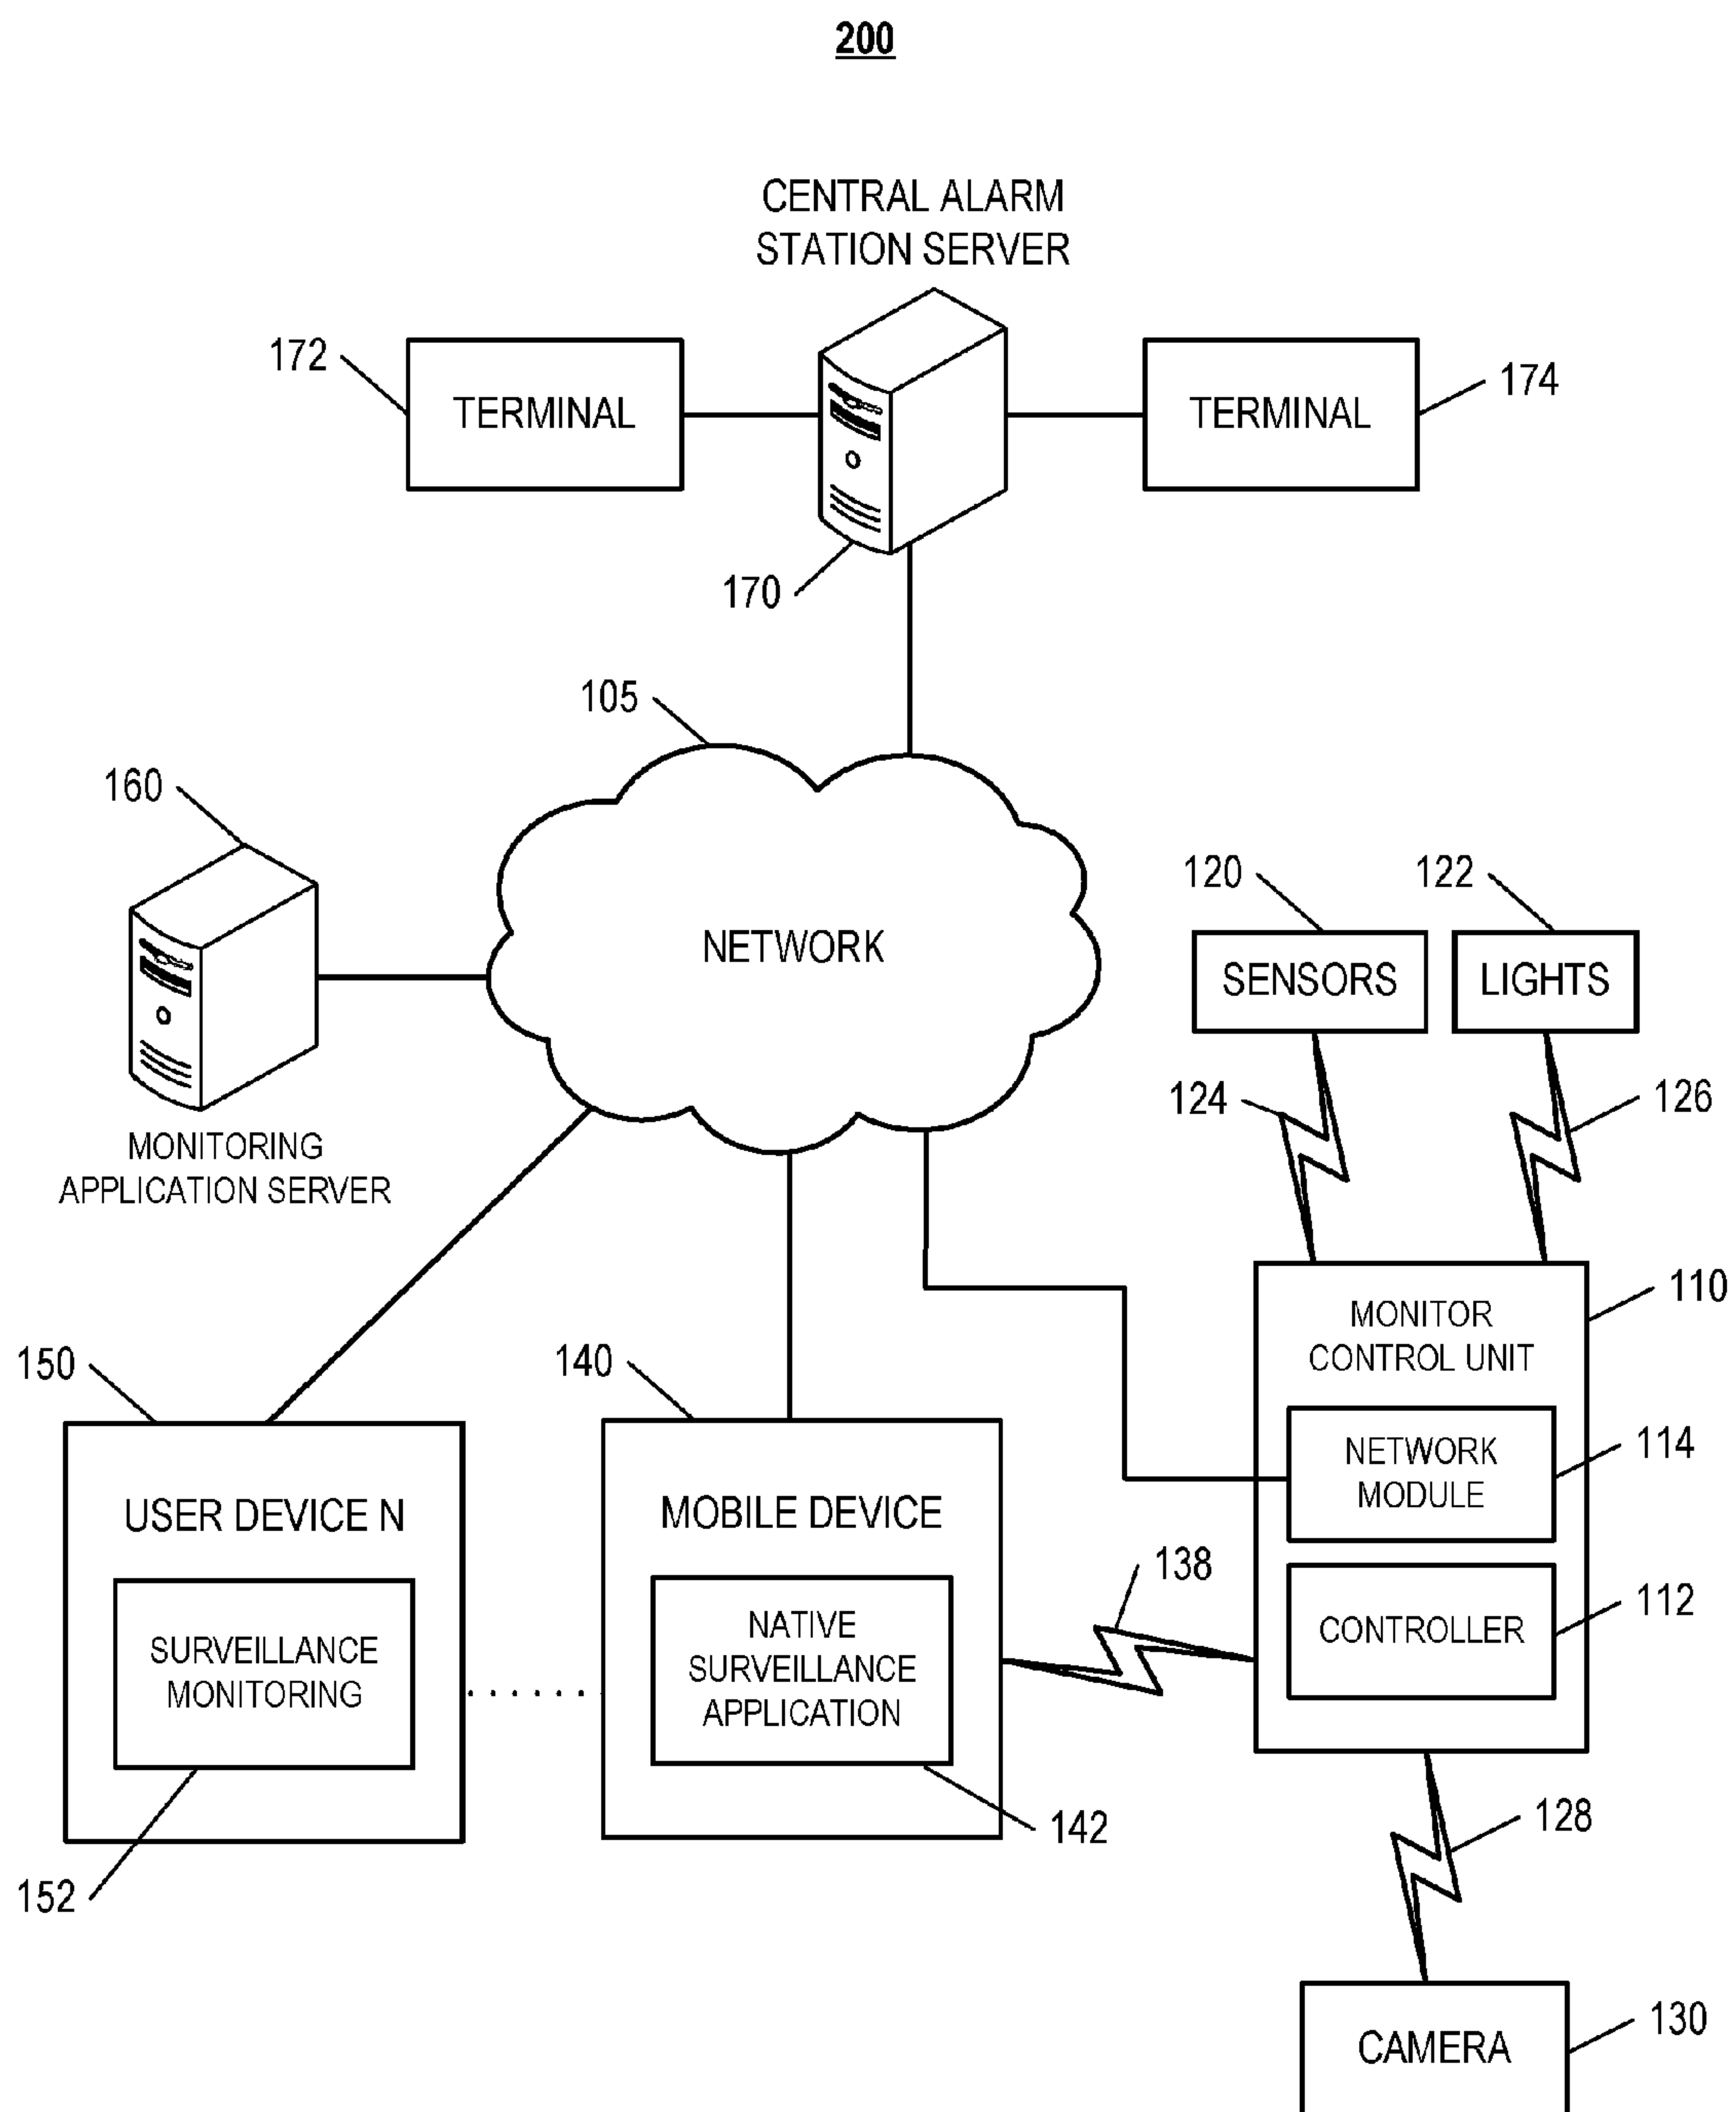 200
CENTRAL ALARM
STATION SERVER
172
TERMINAL
TERMINAL
174
170
105
160
NETWORK
120
122
SENSORS
LIGHTS
124
126
MONITORING
APPLICATION SERVER
110
MONITOR
CONTROL UNIT
150
140
NETWORK
MODULE
114
USER DEVICE N
MOBILE DEVICE
138
CONTROLLER
112
SURVEILLANCE
MONITORING
NATIVE
SURVEILLANCE
APPLICATION
142
152
128
CAMERA
130